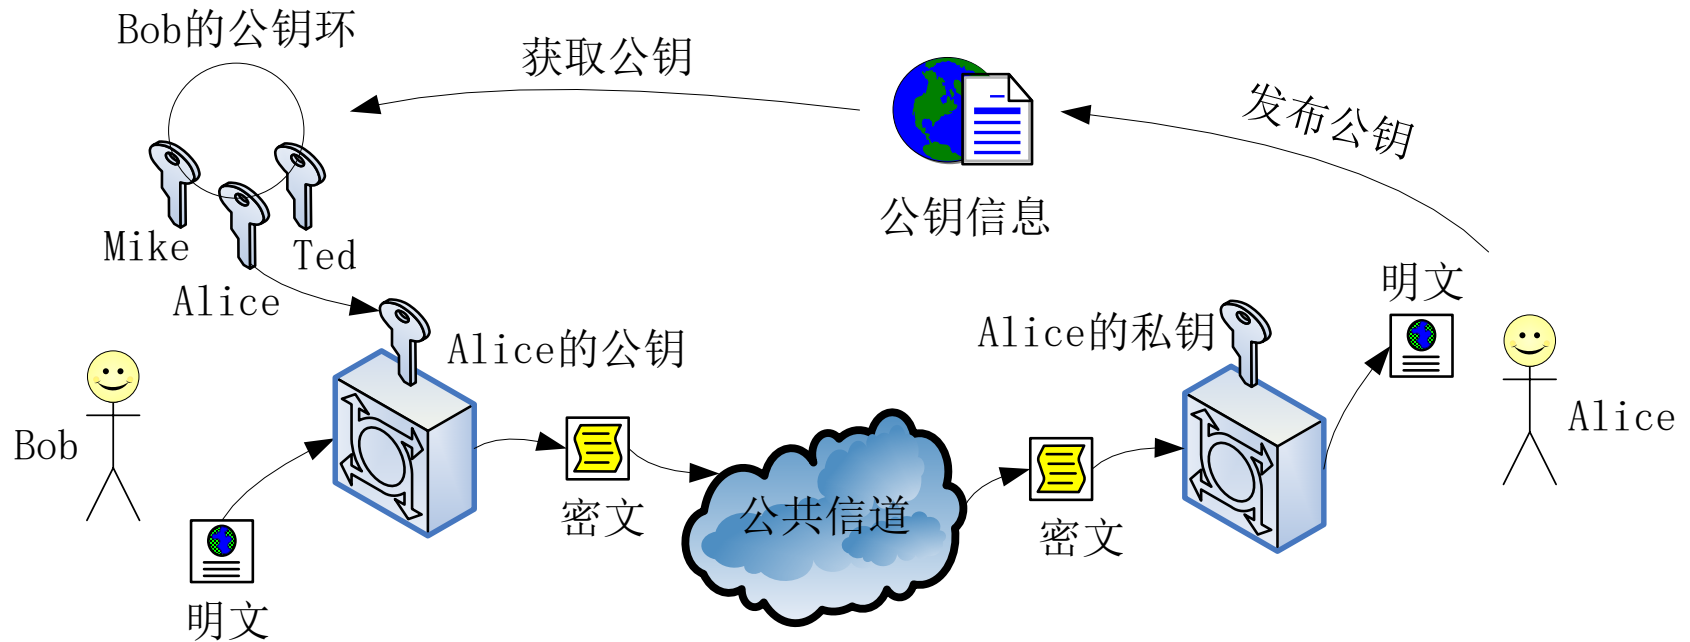 Bob的公钥环
获取公钥
发布公钥
公钥信息
Mike
Ted
Alice
明文
Alice的公钥
Alice的私钥
Bob
Alice
公共信道
密文
密文
明文